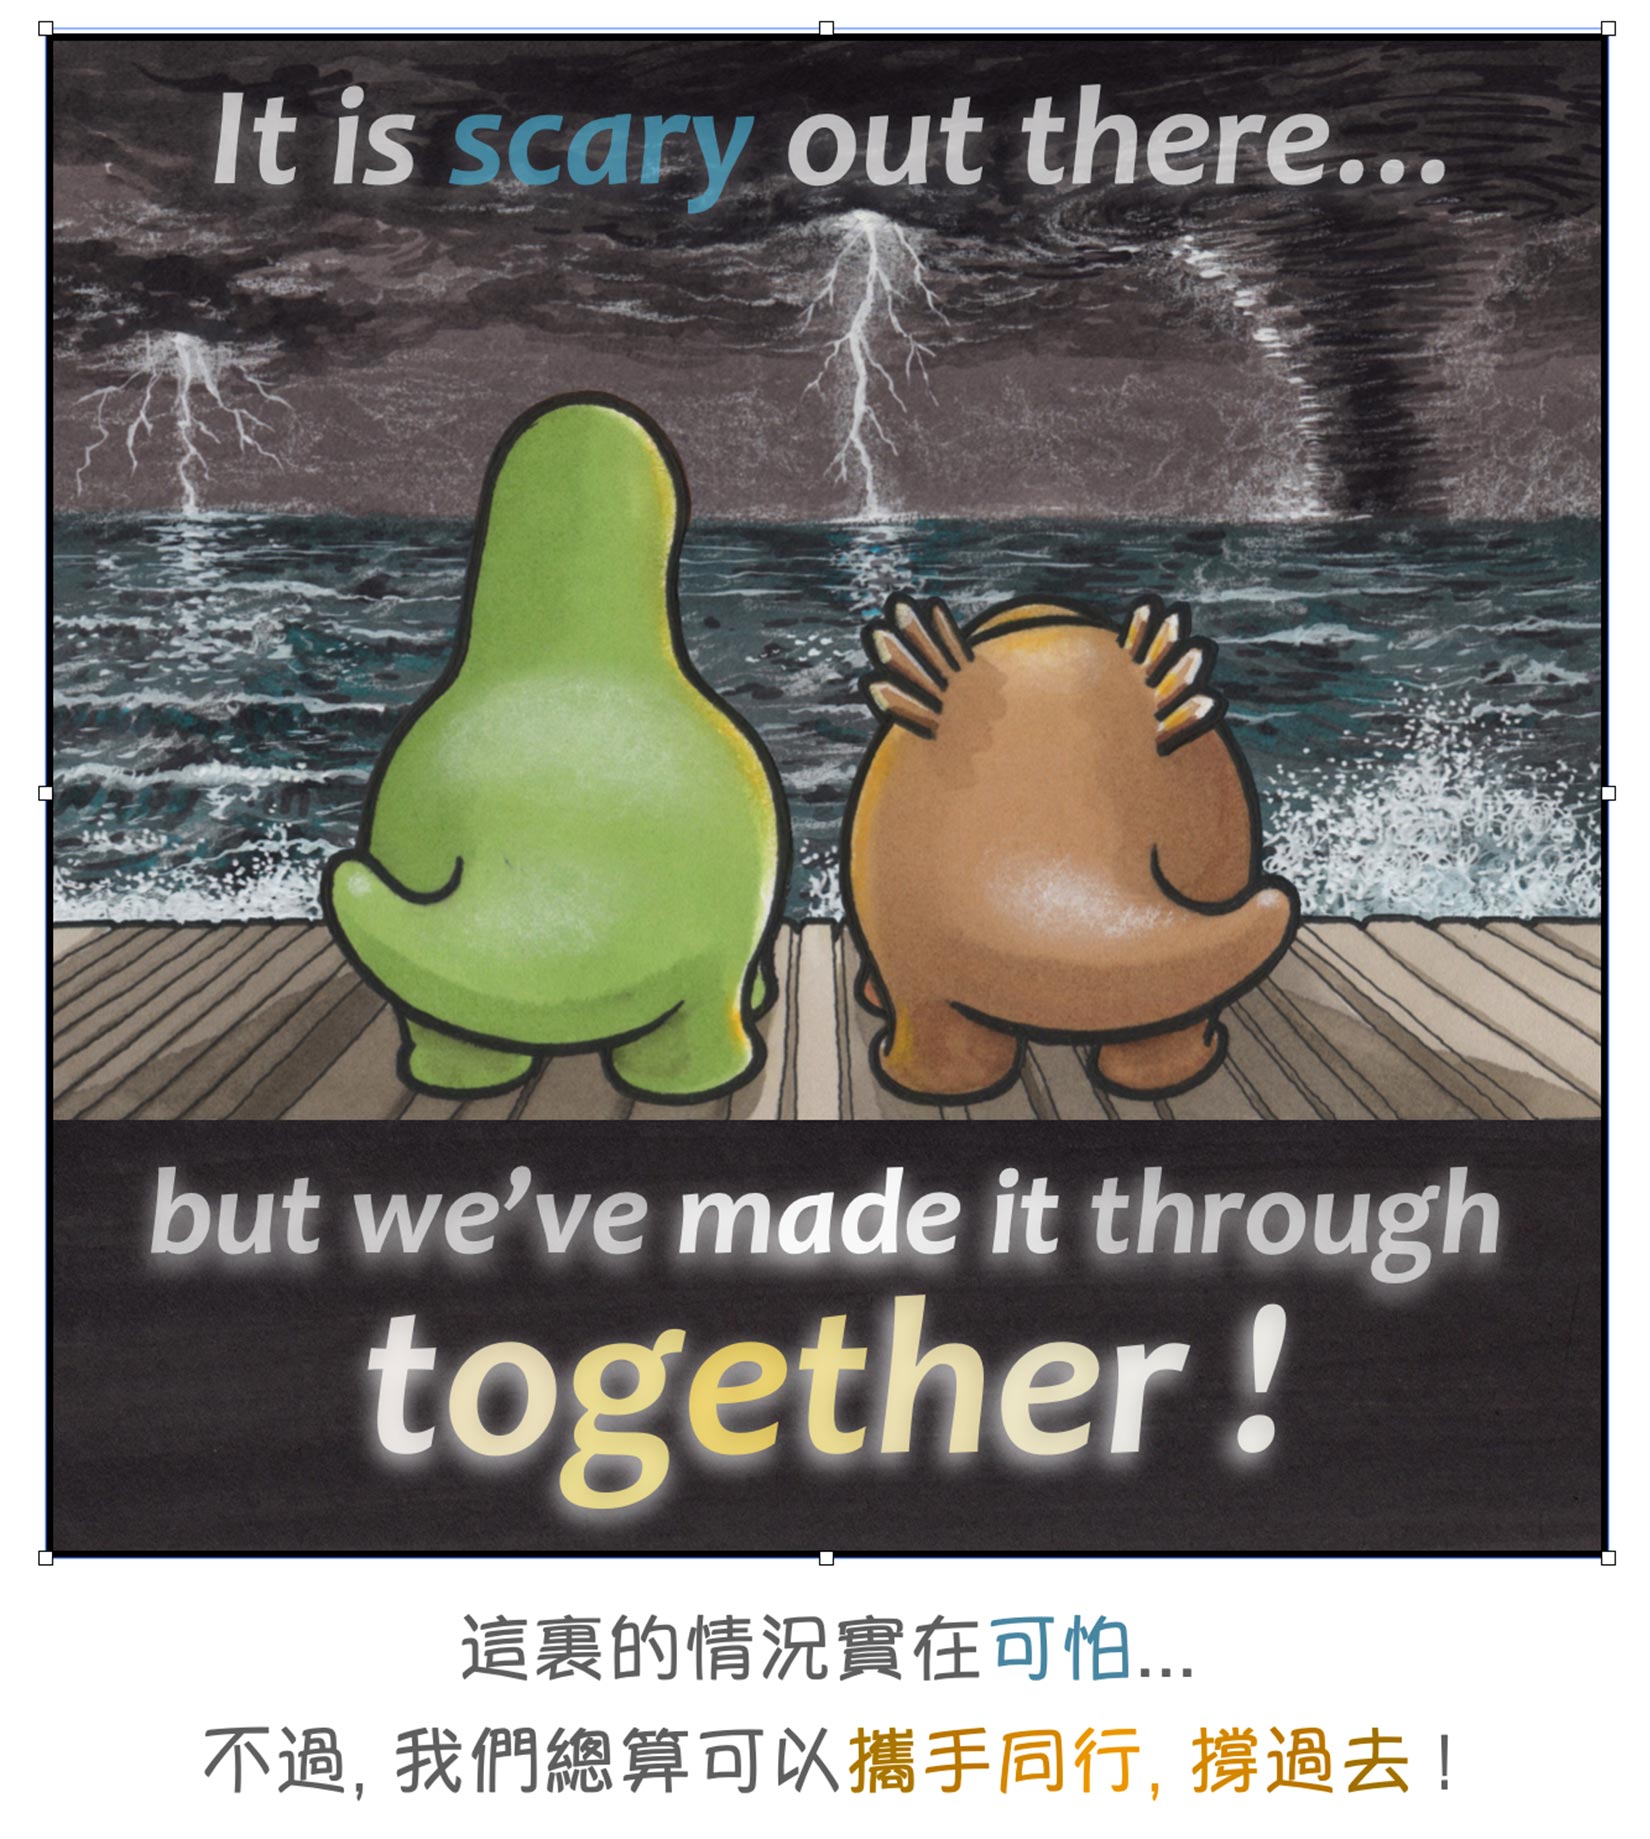 It is scary out there...
but we’ve made it through
together !
這裏的情況實在可怕...
不過, 我們總算可以攜手同行, 撐過去 !